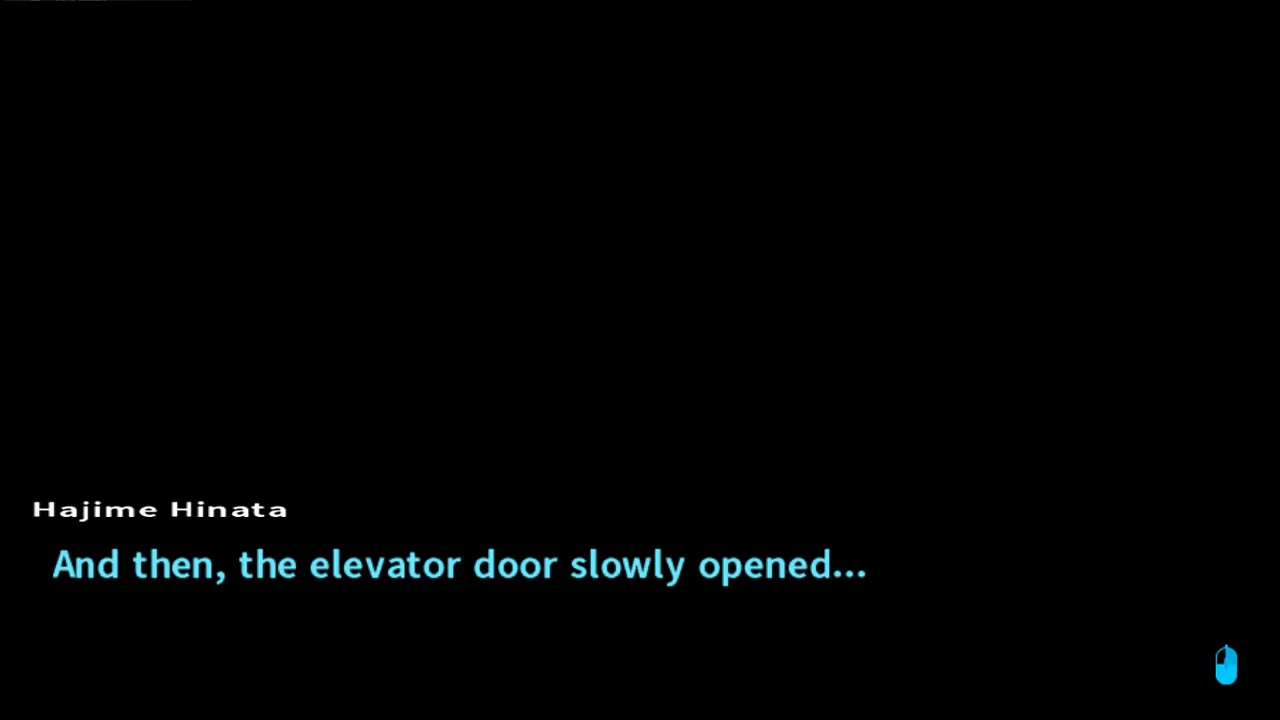 Hajime Hinata
And then, the elevator door slowly opened...